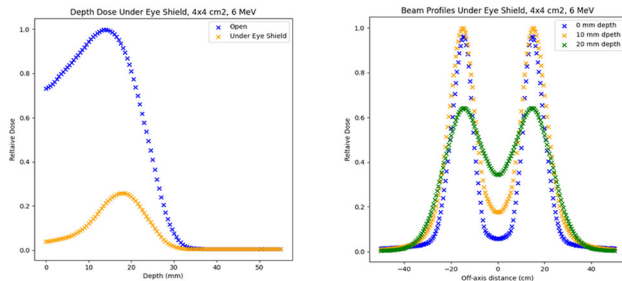 Depth Dose Under Eye Shield, 4x4 cm2, 6 MeV
Open
Under Eye Shield
1.0
0.8
0.6
0.4
0.2
0.0
Reltaive Dose
0 10 20 30 40 50
Depth (mm)
Beam Profiles Under Eye Shield, 4x4 cm2, 6 MeV
0 mm depth
10 mm dpeth
20 mm depth
1.0
0.8
0.6
0.4
0.2
0.0
Reltaive Dose
−40 −20 0 20 40
Off-axis distance (cm)